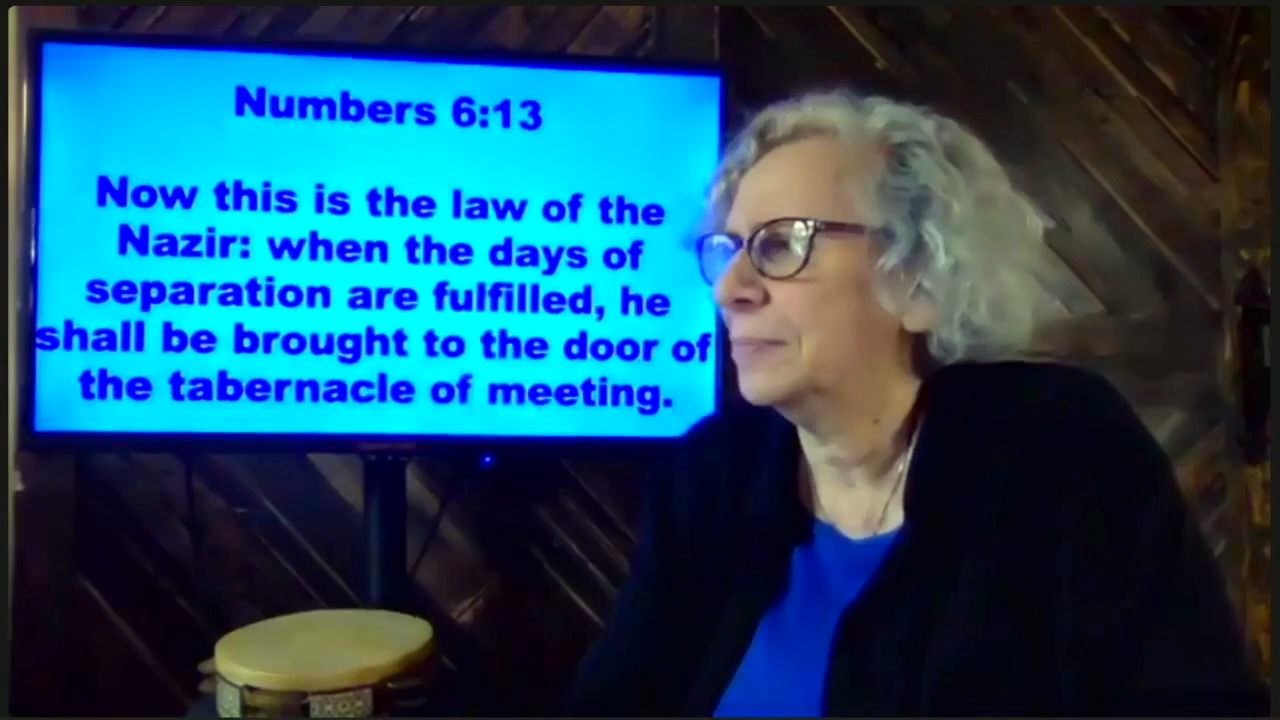 Numbers 6:13
Now this is the law of the
Nazir: when the days of
separation are fulfilled, he
shall be brought to the door of
the tabernacle of meeting.